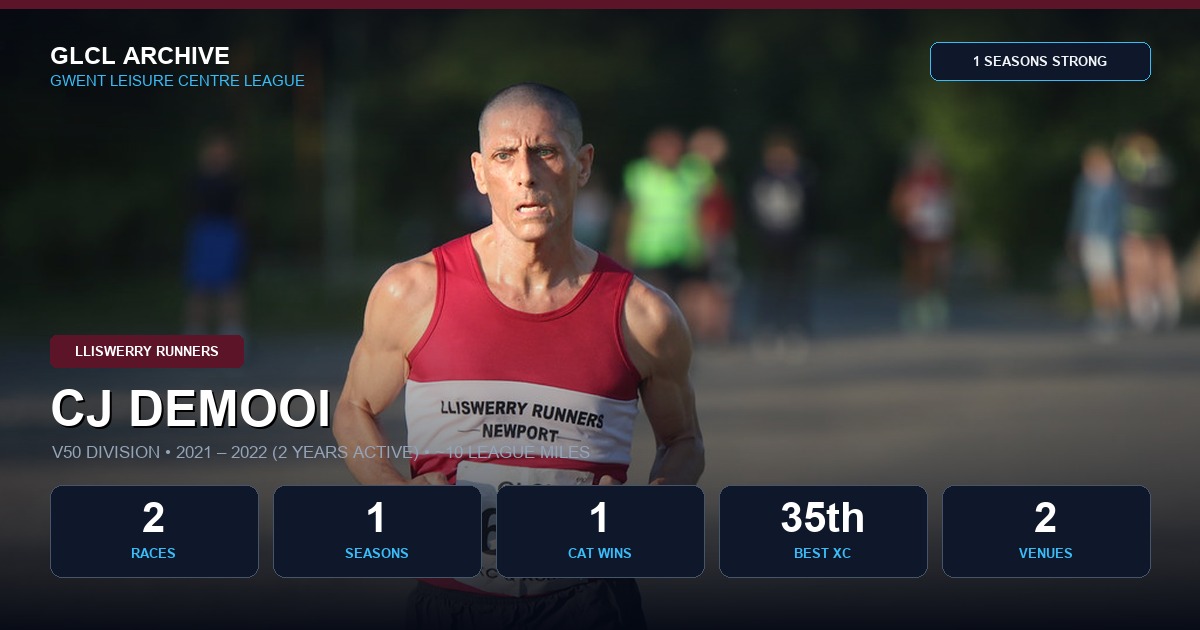 GLCL ARCHIVE
GWENT LEISURE CENTRE LEAGUE
1 SEASONS STRONG
LLISWERRY RUNNERS
CJ DEMOOI
LLISWERRY RUNNERS
NEWPORT
V50 DIVISION • 2021 – 2022 (2 YEARS ACTIVE) • 10 LEAGUE MILES
2
RACES
1
SEASONS
1
CAT WINS
35th
BEST XC
2
VENUES